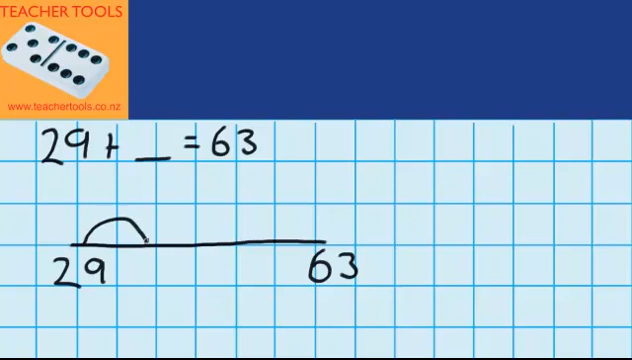 TEACHER TOOLS
www.teachertools.co.nz
29 + _ = 63
29 63